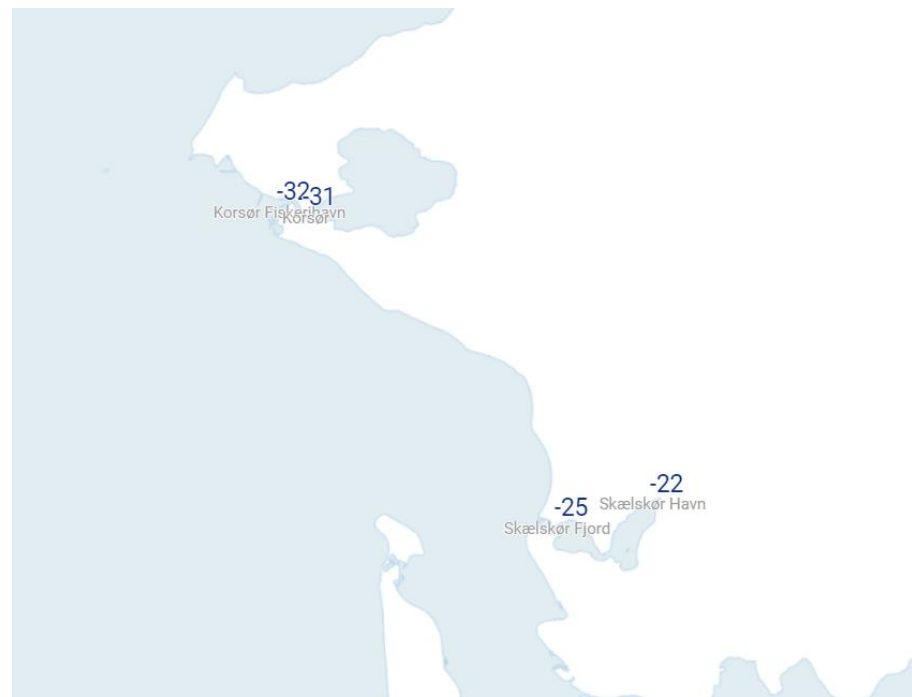 -32
-31
Korsør Fiskerihavn
Korsør
-22
Skælskør Havn
-25
Skælskør Fjord